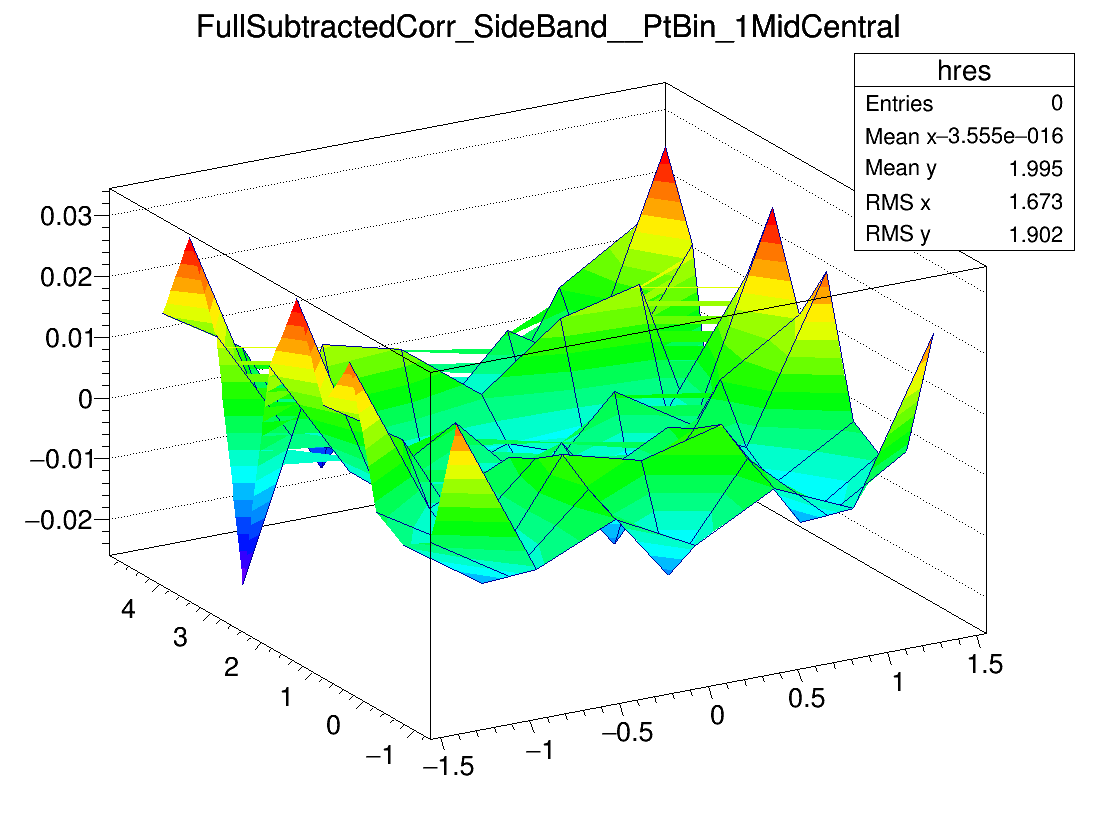 FullSubtractedCorr_SideBand__PtBin_1MidCentral
hres
Entries 0
Mean x−3.555e−016
Mean y 1.995
RMS x 1.673
RMS y 1.902
0.03
0.02
0.01
0
−0.01
−0.02
4
3
2
1
0
−1
−1.5
−1
−0.5
0
0.5
1
1.5